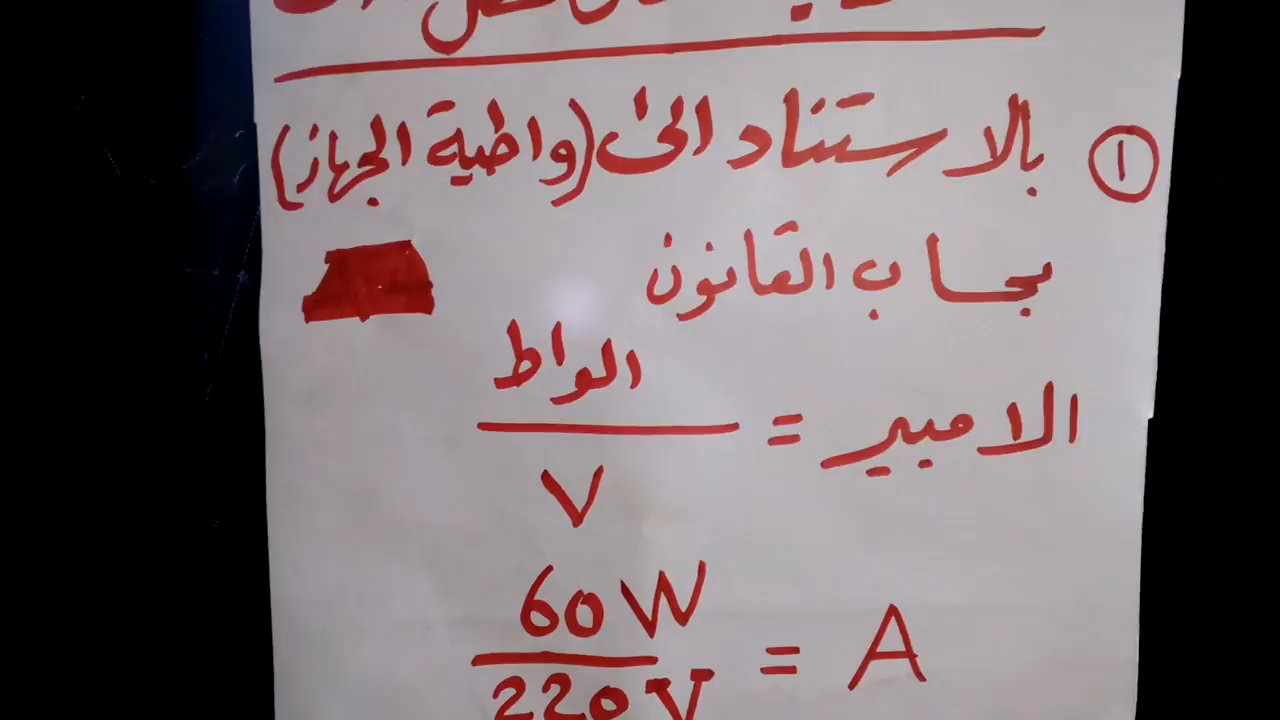 ① بالاستناد الى (واطية الجهاز)
بحساب القانون
الامبير = الواط / V
A = 60W / 220V